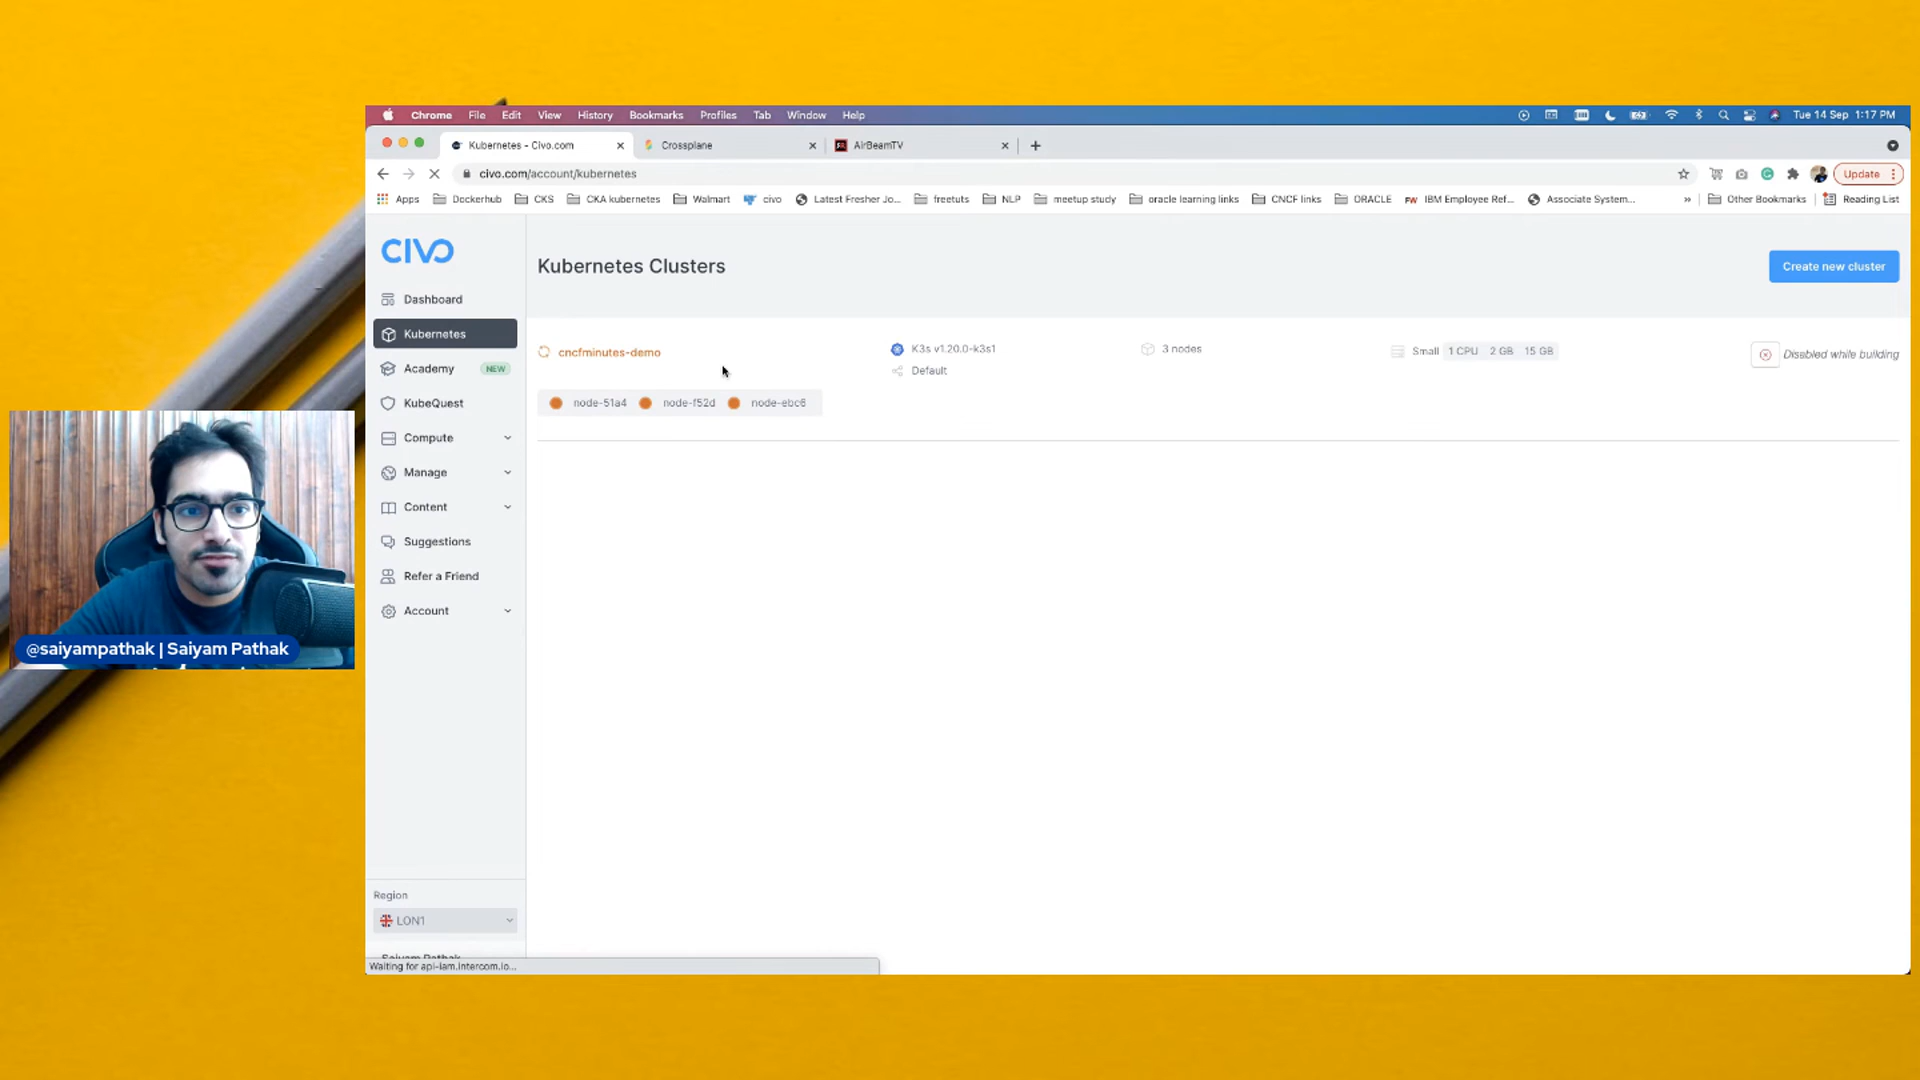 Chrome File Edit View History Bookmarks Profiles Tab Window Help Tue 14 Sep 1:17 PM
Kubernetes - Civo.com Crossplane AirBeamTV
civo.com/account/kubernetes Update
Apps Dockerhub CKS CKA kubernetes Walmart civo Latest Fresher Jo... freetuts NLP meetup study oracle learning links CNCF links ORACLE FW IBM Employee Ref... Associate System... » Other Bookmarks Reading List
CIVO
Dashboard
Kubernetes
Academy NEW
KubeQuest
Compute
Manage
Content
Suggestions
Refer a Friend
Account
Region
LON1
Saiyam Pathak
Waiting for api-iam.intercom.io...
Kubernetes Clusters
Create new cluster
cncfminutes-demo
K3s v1.20.0-k3s1
Default
3 nodes
Small 1 CPU 2 GB 15 GB
Disabled while building
node-51a4 node-f52d node-ebc6
@saiyampathak | Saiyam Pathak